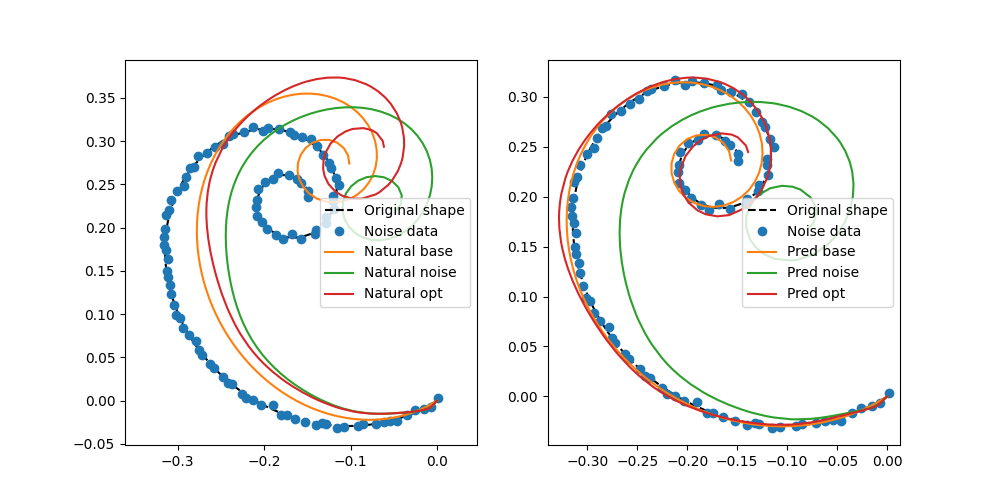 0.35
0.30
0.25
0.20
0.15
0.10
0.05
0.00
−0.05
−0.3
−0.2
−0.1
0.0
Original shape
Noise data
Natural base
Natural noise
Natural opt
0.30
0.25
0.20
0.15
0.10
0.05
0.00
−0.30
−0.25
−0.20
−0.15
−0.10
−0.05
0.00
Original shape
Noise data
Pred base
Pred noise
Pred opt